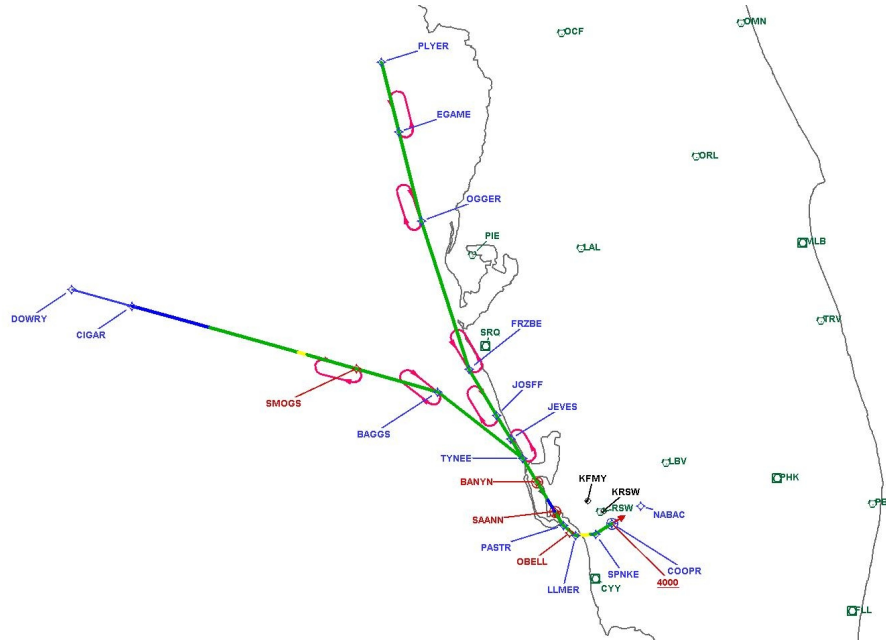 OMN
OCF
PLYER
EGAME
ORL
OGGER
PIE
LAL
MLB
DOWRY
CIGAR
TRV
FRZBE
SRQ
SMOGS
JOSFF
JEVES
BAGGS
TYNEE
LBV
BANYN
KFMY
PHK
KRSW
RSW
NABAC
SAANN
PASTR
OBELL
COOPR
SPNKE
4000
LLMER
CYY
FLL